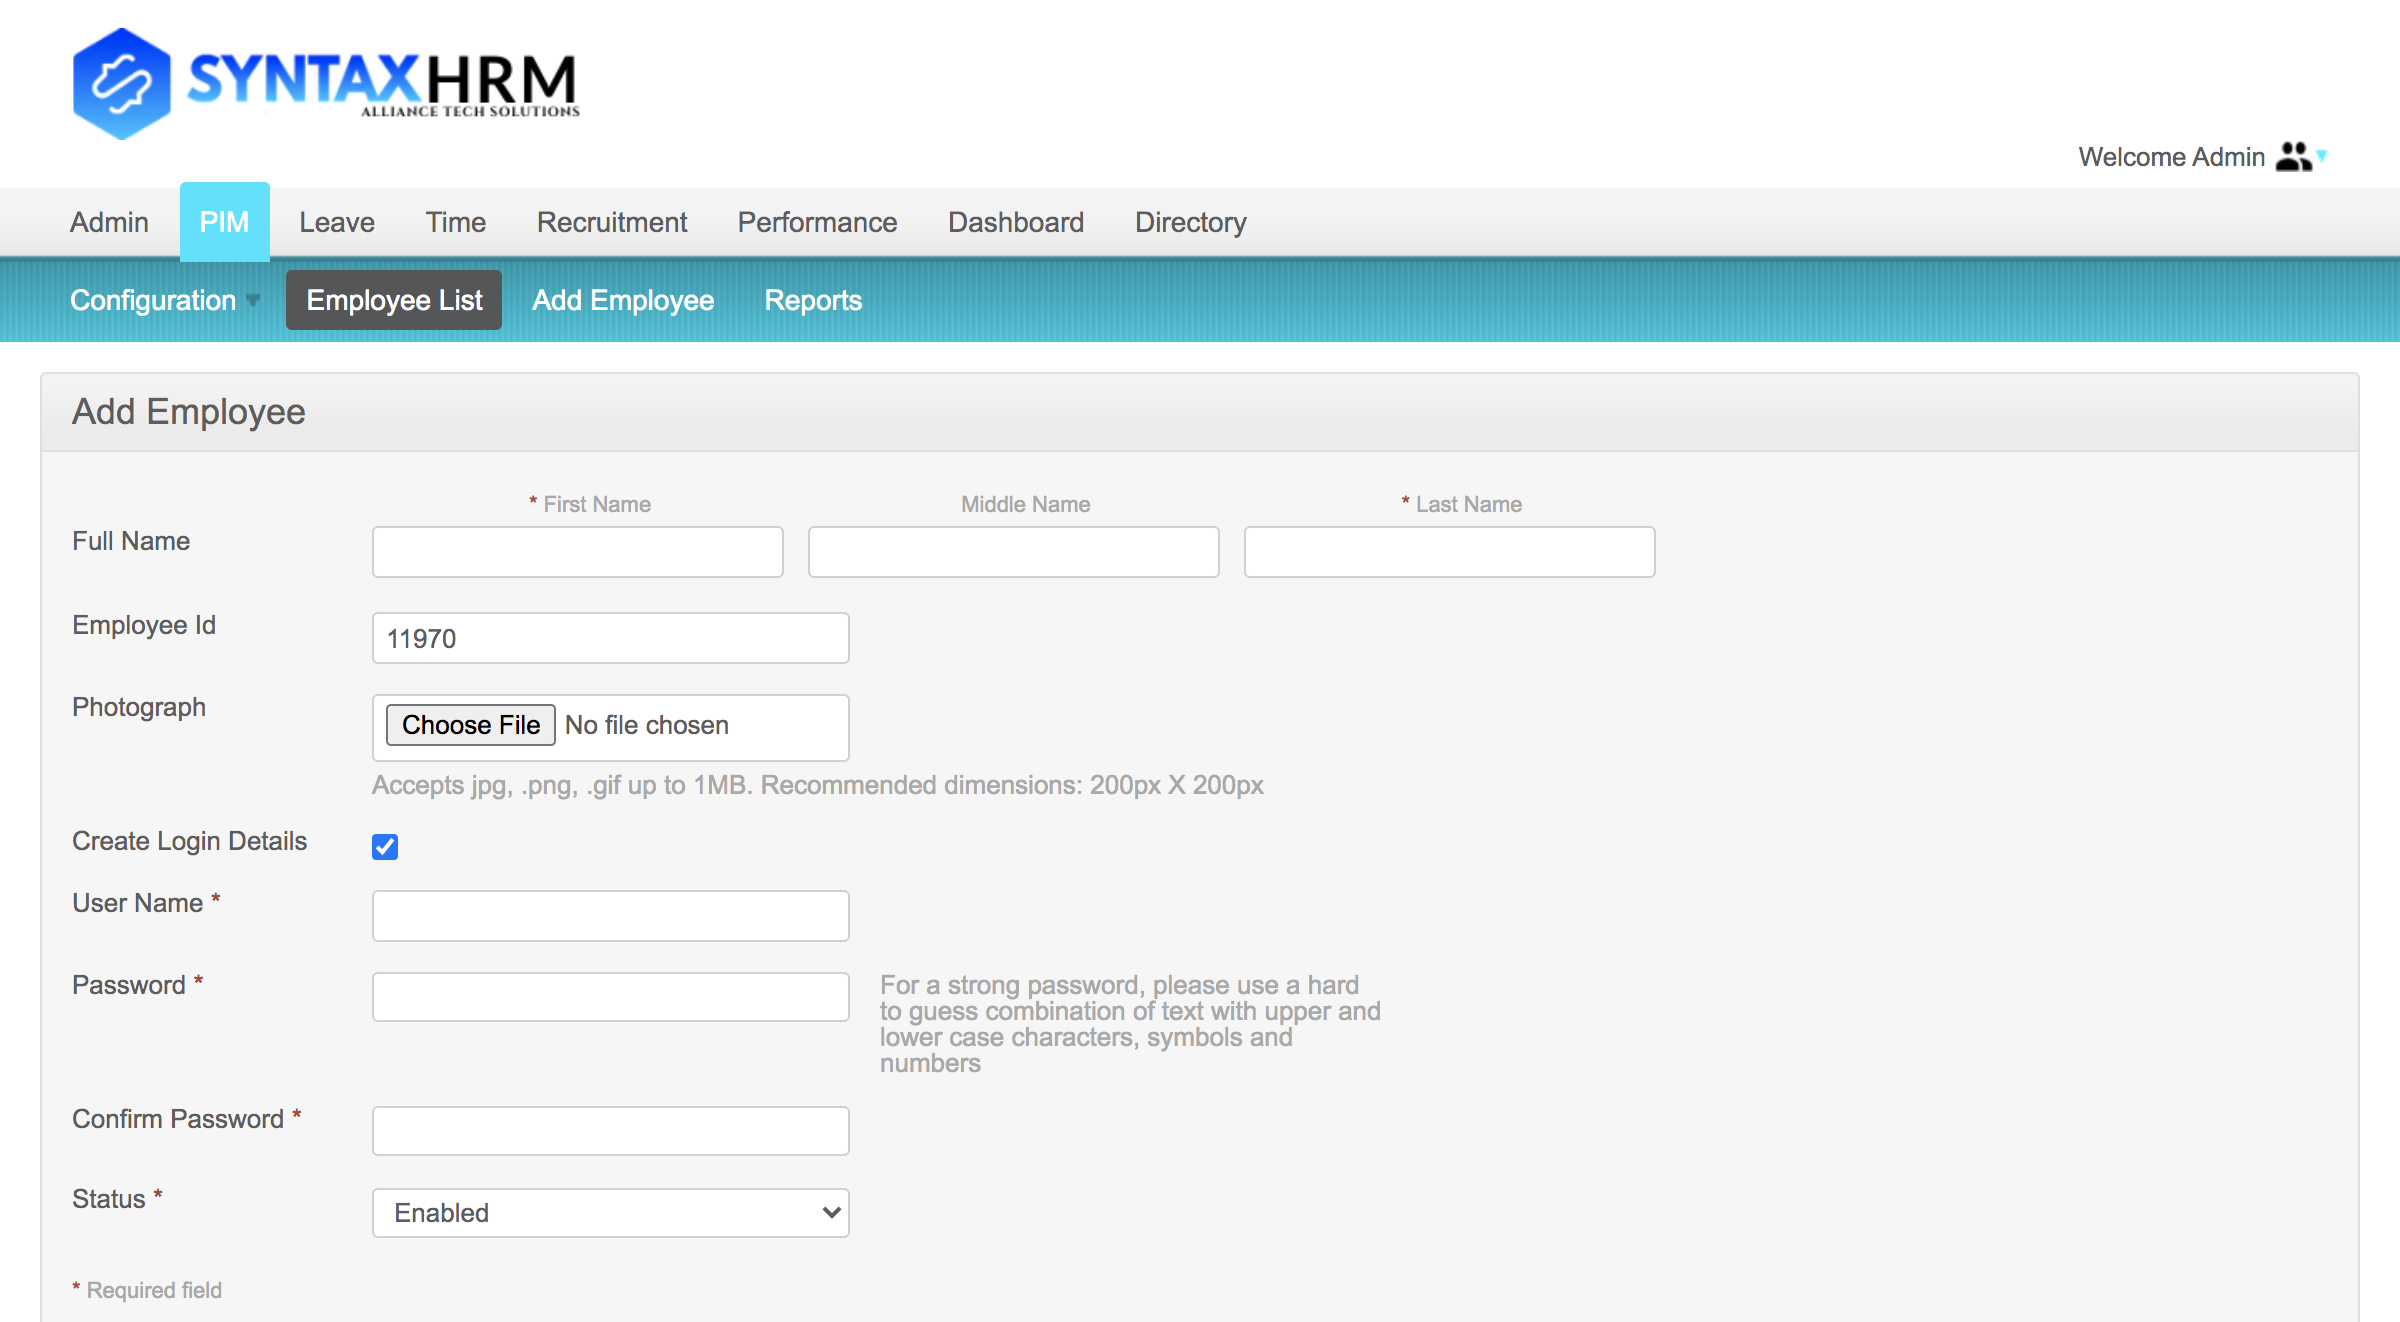 SYNTAXHRM
ALLIANCE TECH SOLUTIONS
Welcome Admin
Admin PIM Leave Time Recruitment Performance Dashboard Directory
Configuration Employee List Add Employee Reports
Add Employee
* First Name Middle Name * Last Name
Full Name
Employee Id 11970
Photograph Choose File No file chosen
Accepts jpg, .png, .gif up to 1MB. Recommended dimensions: 200px X 200px
Create Login Details
User Name *
Password * For a strong password, please use a hard
to guess combination of text with upper and
lower case characters, symbols and
numbers
Confirm Password *
Status * Enabled
* Required field